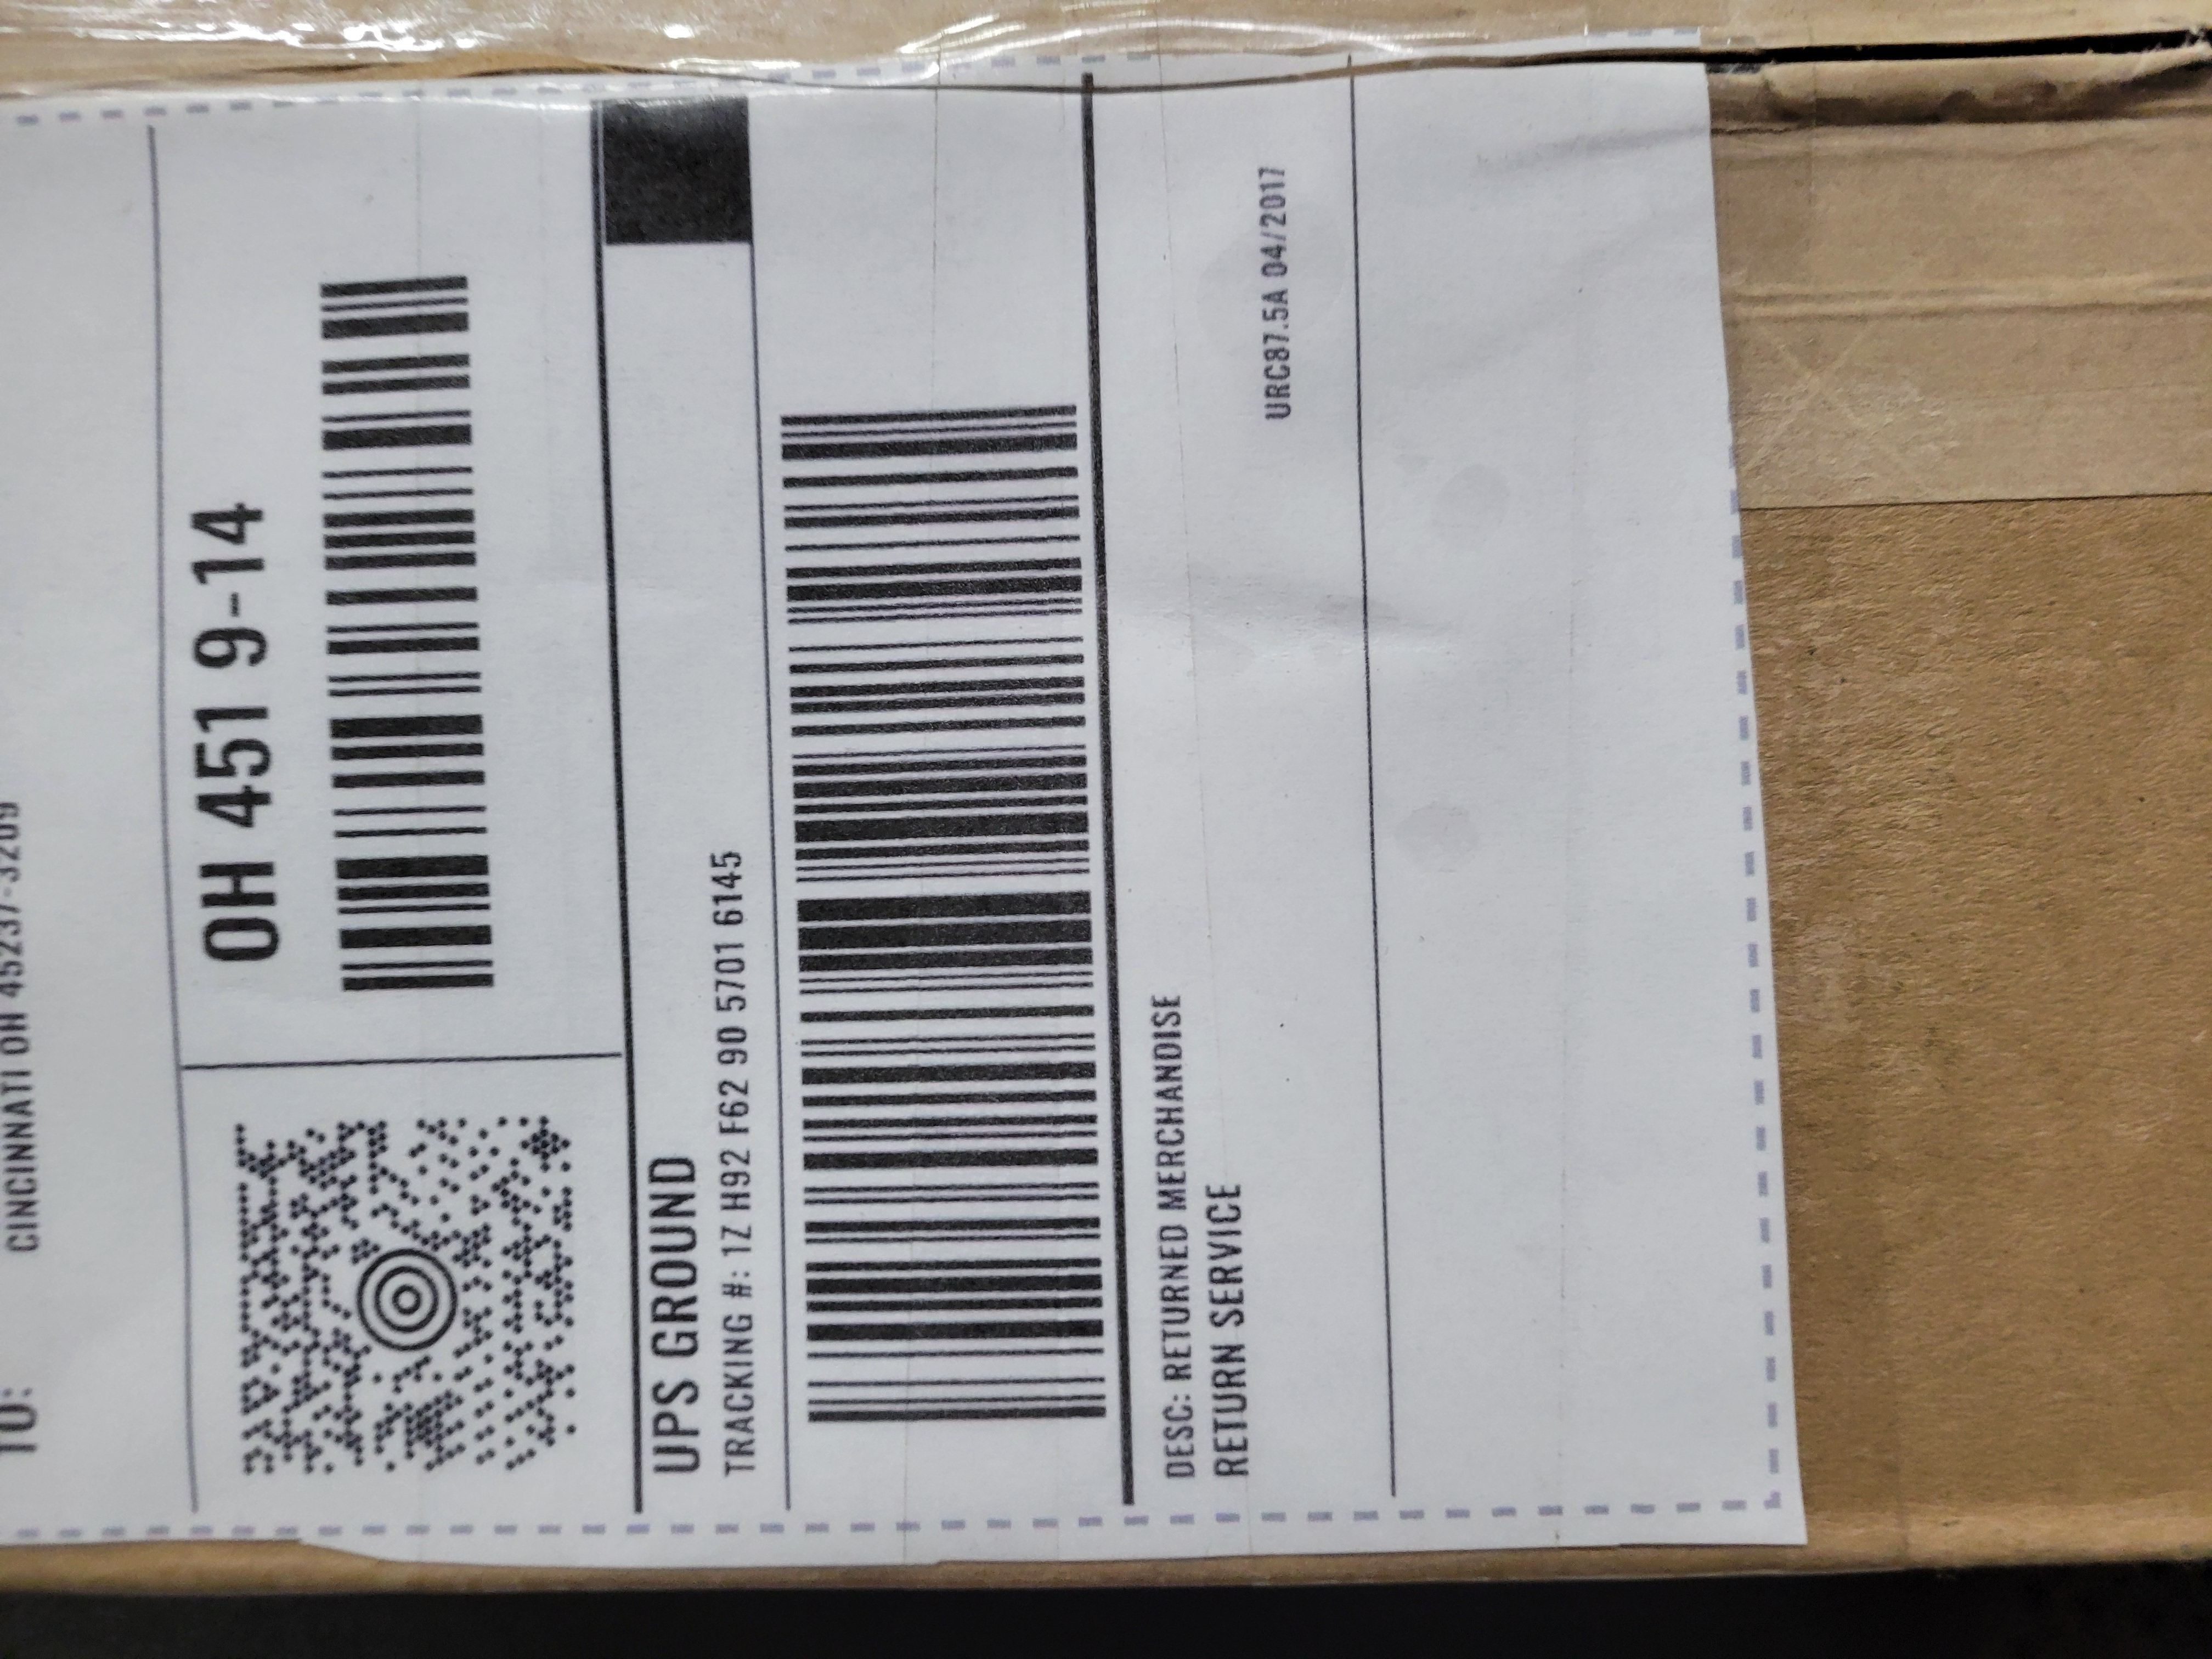 TO:
CINCINNATI OH 45237-3209
OH 451 9-14
UPS GROUND
TRACKING #: 1Z H92 F62 90 5701 6145
DESC: RETURNED MERCHANDISE
RETURN SERVICE
URC87.5A 04/2017